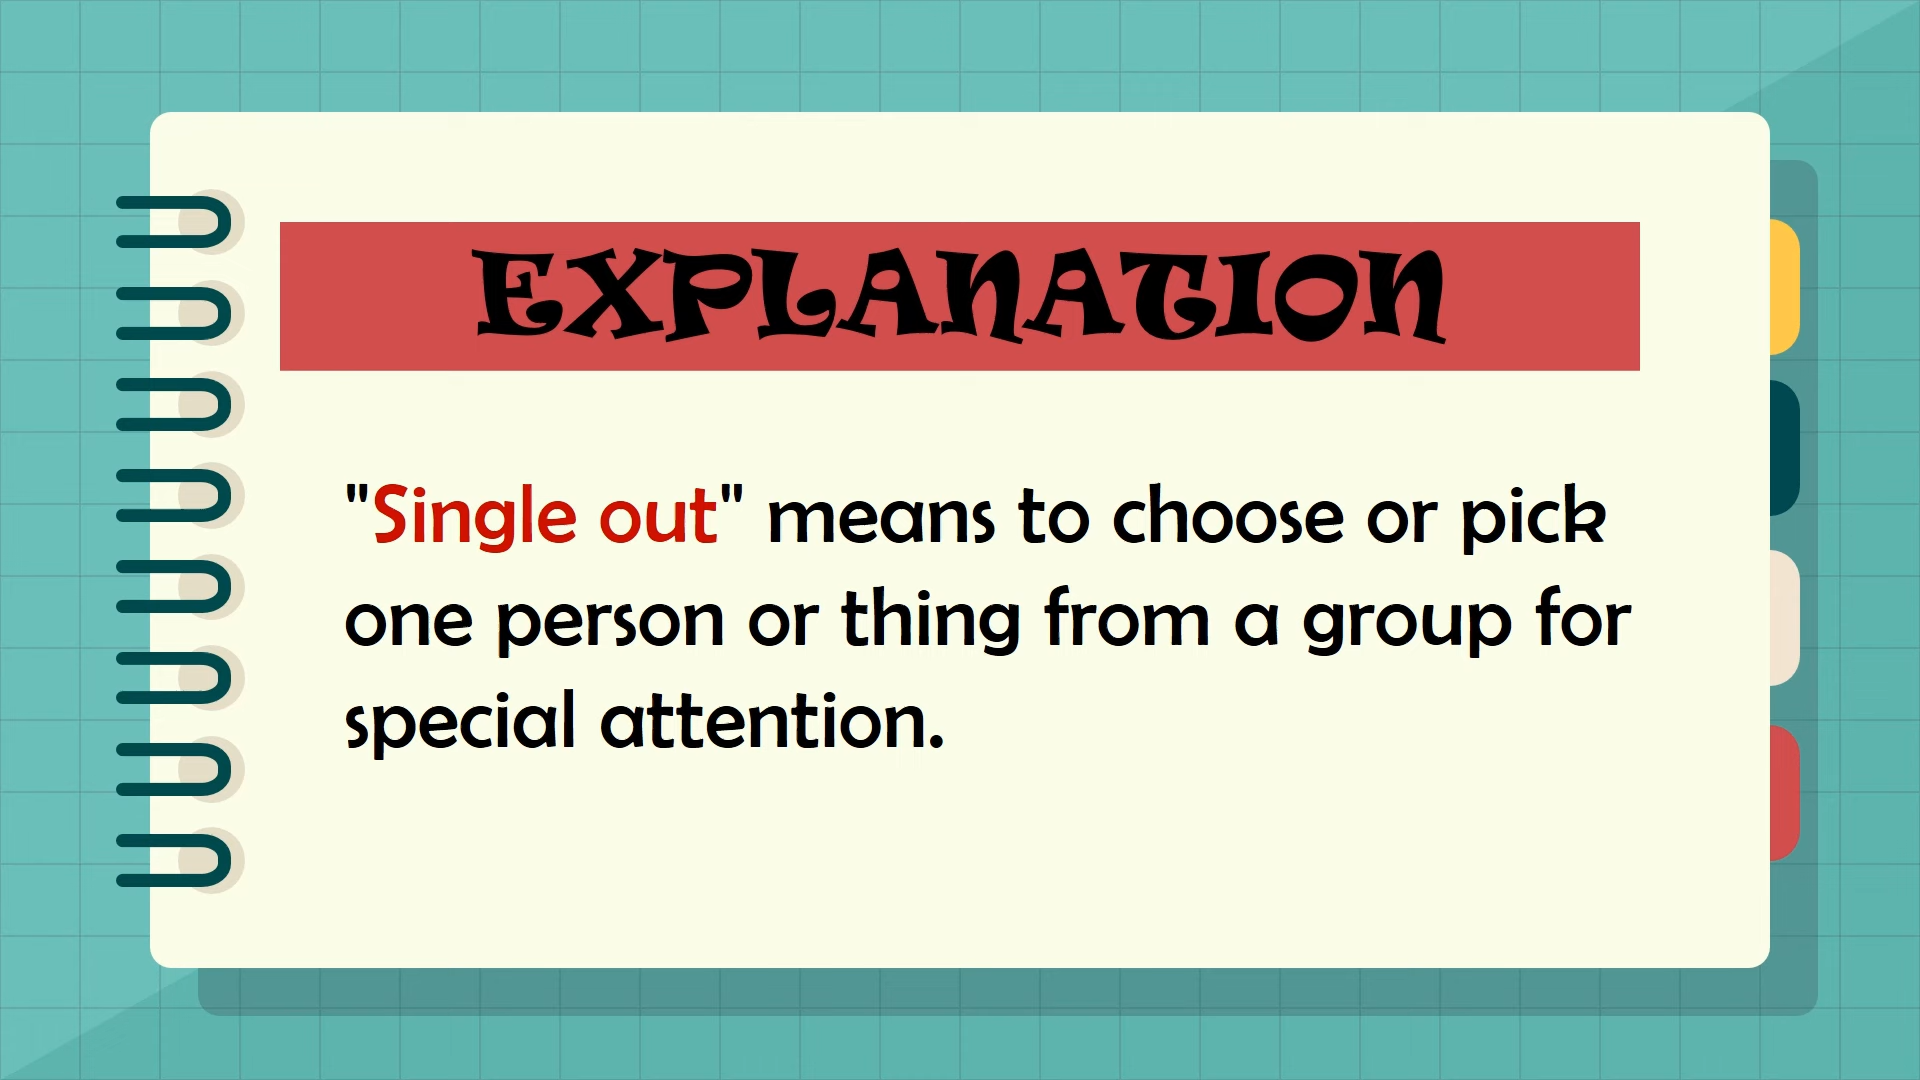 EXPLANATION
"Single out" means to choose or pick
one person or thing from a group for
special attention.